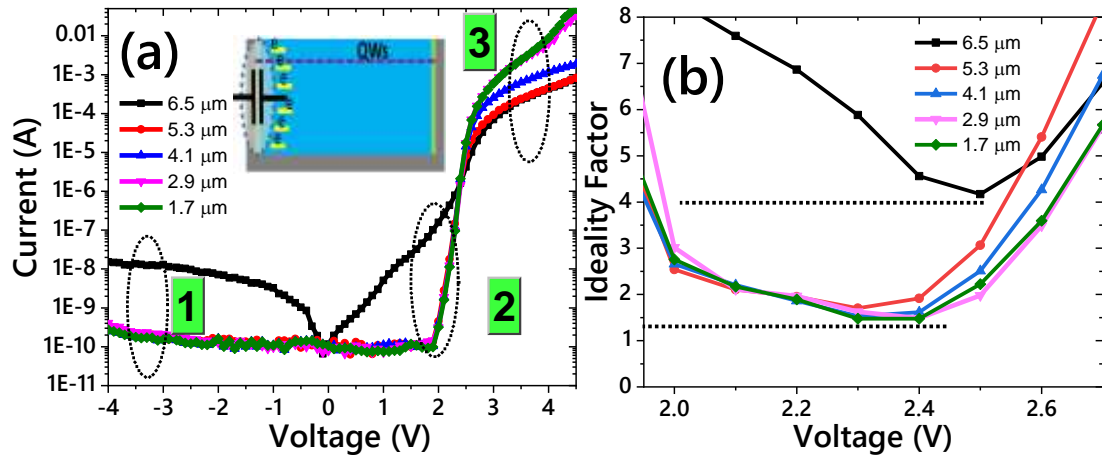 (a)
QWs
3
6.5 μm
5.3 μm
4.1 μm
2.9 μm
1.7 μm
1
2
0.01
1E-3
1E-4
1E-5
1E-6
1E-7
1E-8
1E-9
1E-10
1E-11
Current (A)
-4 -3 -2 -1 0 1 2 3 4
Voltage (V)
(b)
6.5 μm
5.3 μm
4.1 μm
2.9 μm
1.7 μm
8
7
6
5
4
3
2
1
0
Ideality Factor
2.0 2.2 2.4 2.6
Voltage (V)